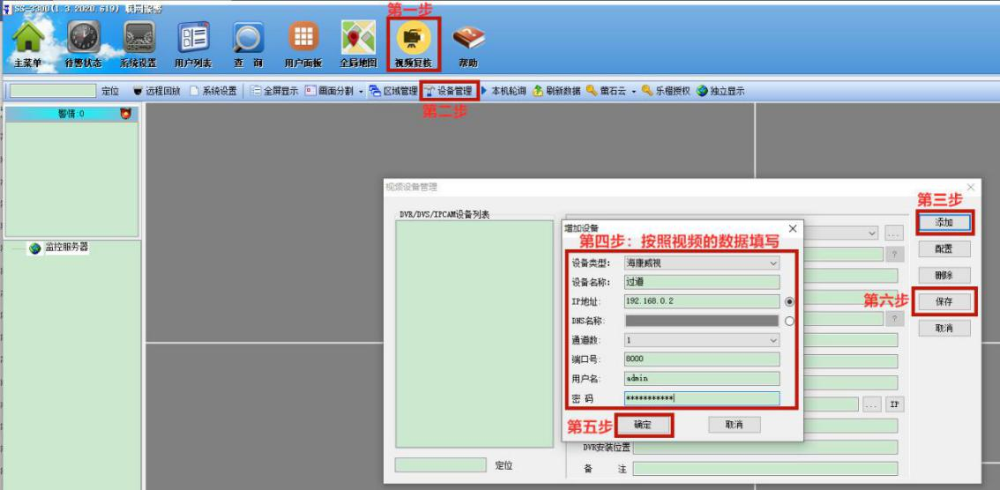 SS-3300(1.3.2020.619) 联网报警
第一步
主菜单 待警状态 系统设置 用户列表 查 询 用户面板 全局地图 视频复核 帮助
定位 远程回放 系统设置 全屏显示 画面分割 区域管理 设备管理 本机轮询 刷新数据 萤石云 乐橙授权 独立显示
第二步
警情:0
监控服务器
视频设备管理
第三步
DVR/DVS/IPCAM设备列表
添加
增加设备
第四步：按照视频的数据填写
...
配置
设备类型: 海康威视
?
设备名称: 过道
删除
IP地址: 192.168.0.2
第六步
保存
DNS名称:
?
取消
通道数: 1
端口号: 8000
用户名: admin
密 码 ***********
... IP
第五步
确定 取消
DVR安装位置
定位
备 注